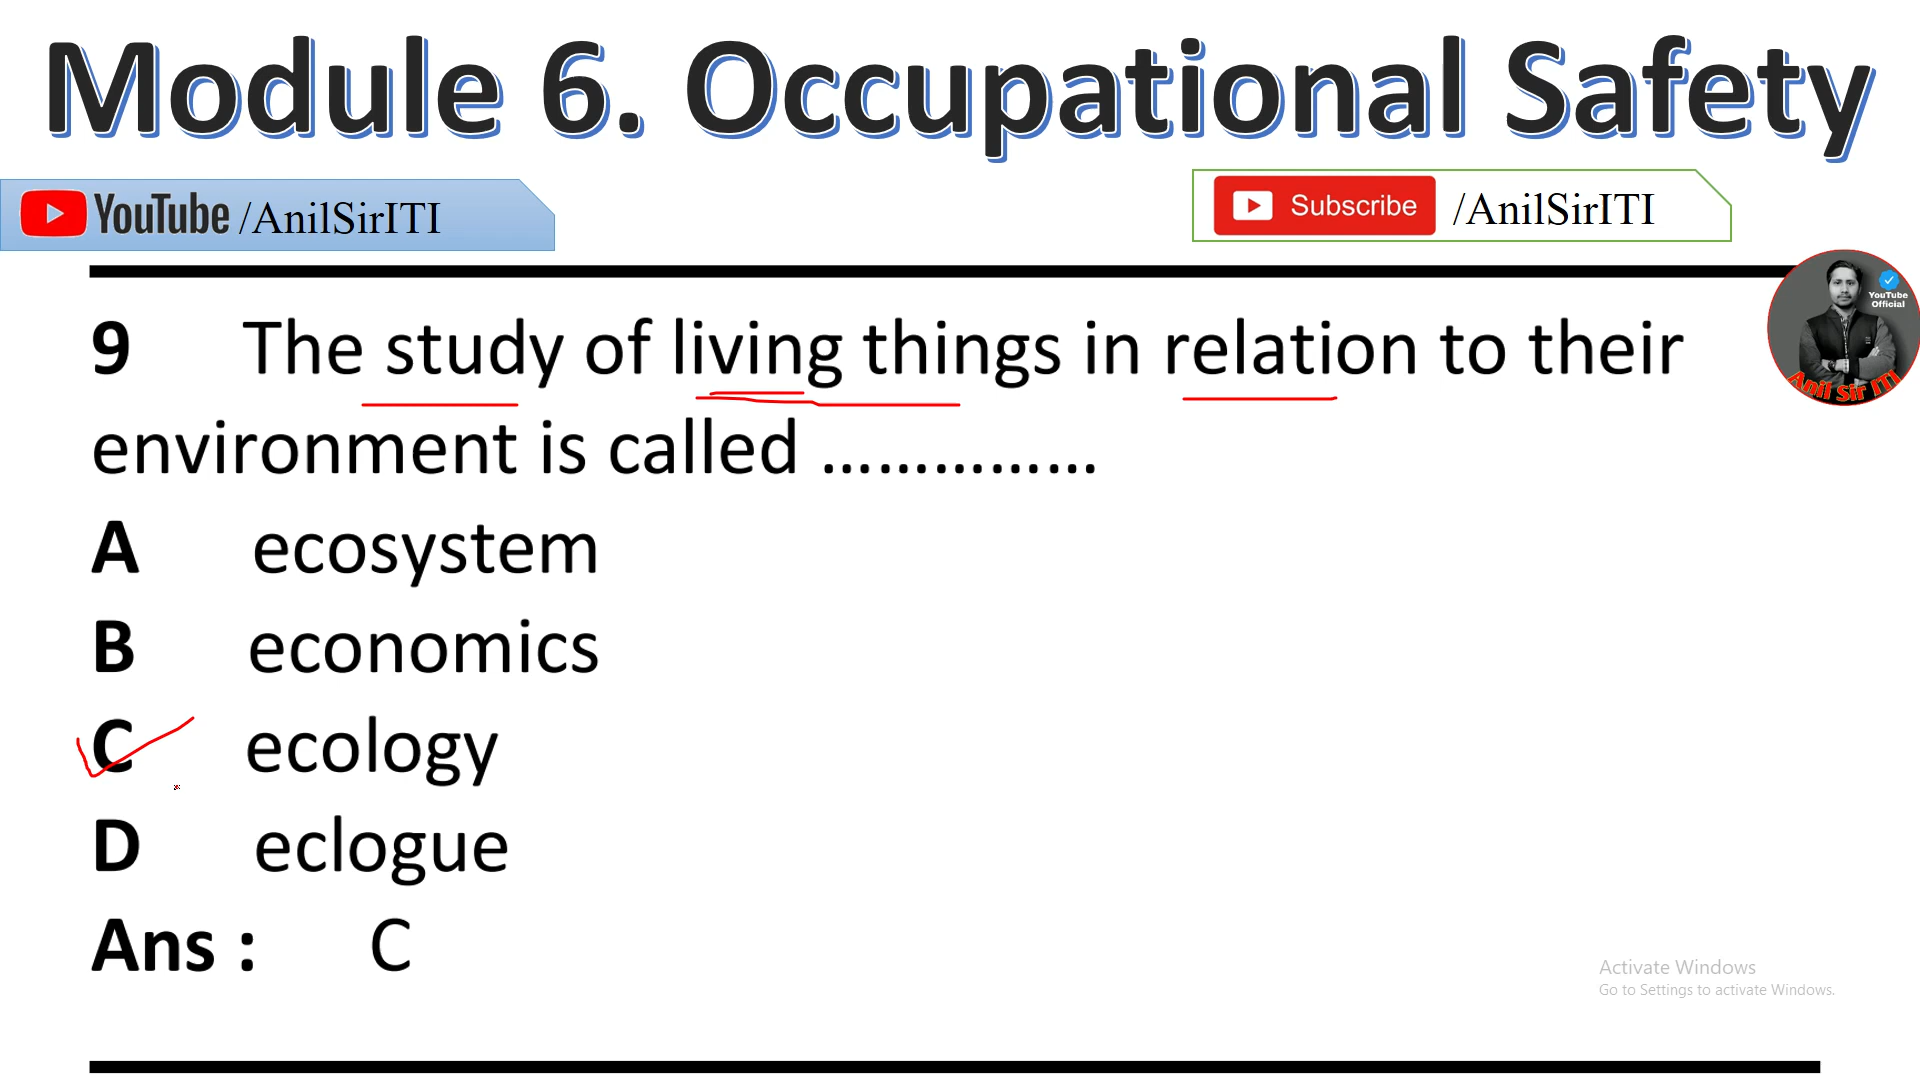 Module 6. Occupational Safety
YouTube /AnilSirITI
Subscribe /AnilSirITI
YouTube
Official
Anil Sir ITI
9 The study of living things in relation to their
environment is called ……………
A ecosystem
B economics
C ecology
D eclogue
Ans : C
Activate Windows
Go to Settings to activate Windows.